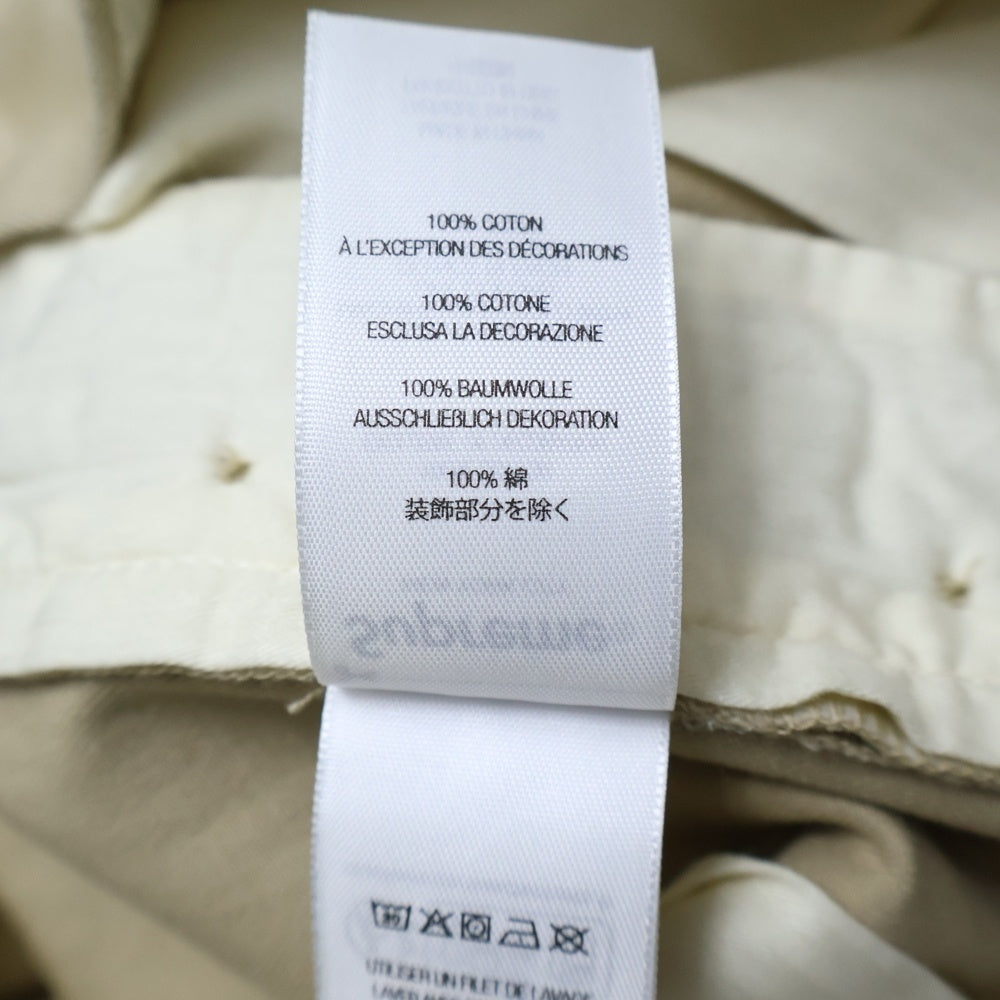 100% COTON
À L'EXCEPTION DES DÉCORATIONS
100% COTONE
ESCLUSA LA DECORAZIONE
100% BAUMWOLLE
AUSSCHLIEßLICH DEKORATION
100% 綿
装飾部分を除く
Supreme
UTILISER UN FILET DE LAVAGE